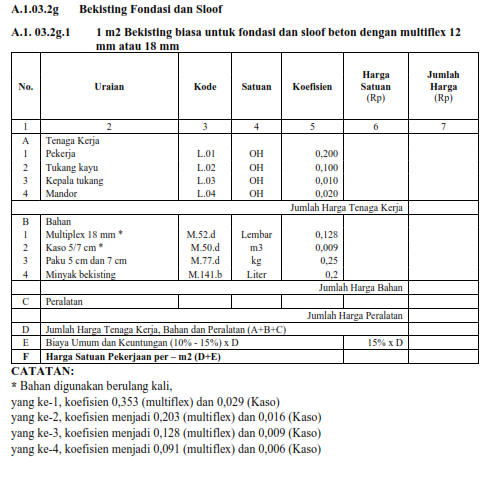 A.1.03.2g Bekisting Fondasi dan Sloof
A.1. 03.2g.1 1 m2 Bekisting biasa untuk fondasi dan sloof beton dengan multiflex 12
mm atau 18 mm
No. Uraian Kode Satuan Koefisien Harga Satuan (Rp) Jumlah Harga (Rp)
1 2 3 4 5 6 7
A Tenaga Kerja
1 Pekerja L.01 OH 0,200
2 Tukang kayu L.02 OH 0,100
3 Kepala tukang L.03 OH 0,010
4 Mandor L.04 OH 0,020
Jumlah Harga Tenaga Kerja
B Bahan
1 Multiplex 18 mm * M.52.d Lembar 0,128
2 Kaso 5/7 cm * M.50.d m3 0,009
3 Paku 5 cm dan 7 cm M.77.d kg 0,25
4 Minyak bekisting M.141.b Liter 0,2
Jumlah Harga Bahan
C Peralatan
Jumlah Harga Peralatan
D Jumlah Harga Tenaga Kerja, Bahan dan Peralatan (A+B+C)
E Biaya Umum dan Keuntungan (10% - 15%) x D 15% x D
F Harga Satuan Pekerjaan per – m2 (D+E)
CATATAN:
* Bahan digunakan berulang kali,
yang ke-1, koefisien 0,353 (multiflex) dan 0,029 (Kaso)
yang ke-2, koefisien menjadi 0,203 (multiflex) dan 0,016 (Kaso)
yang ke-3, koefisien menjadi 0,128 (multiflex) dan 0,009 (Kaso)
yang ke-4, koefisien menjadi 0,091 (multiflex) dan 0,006 (Kaso)